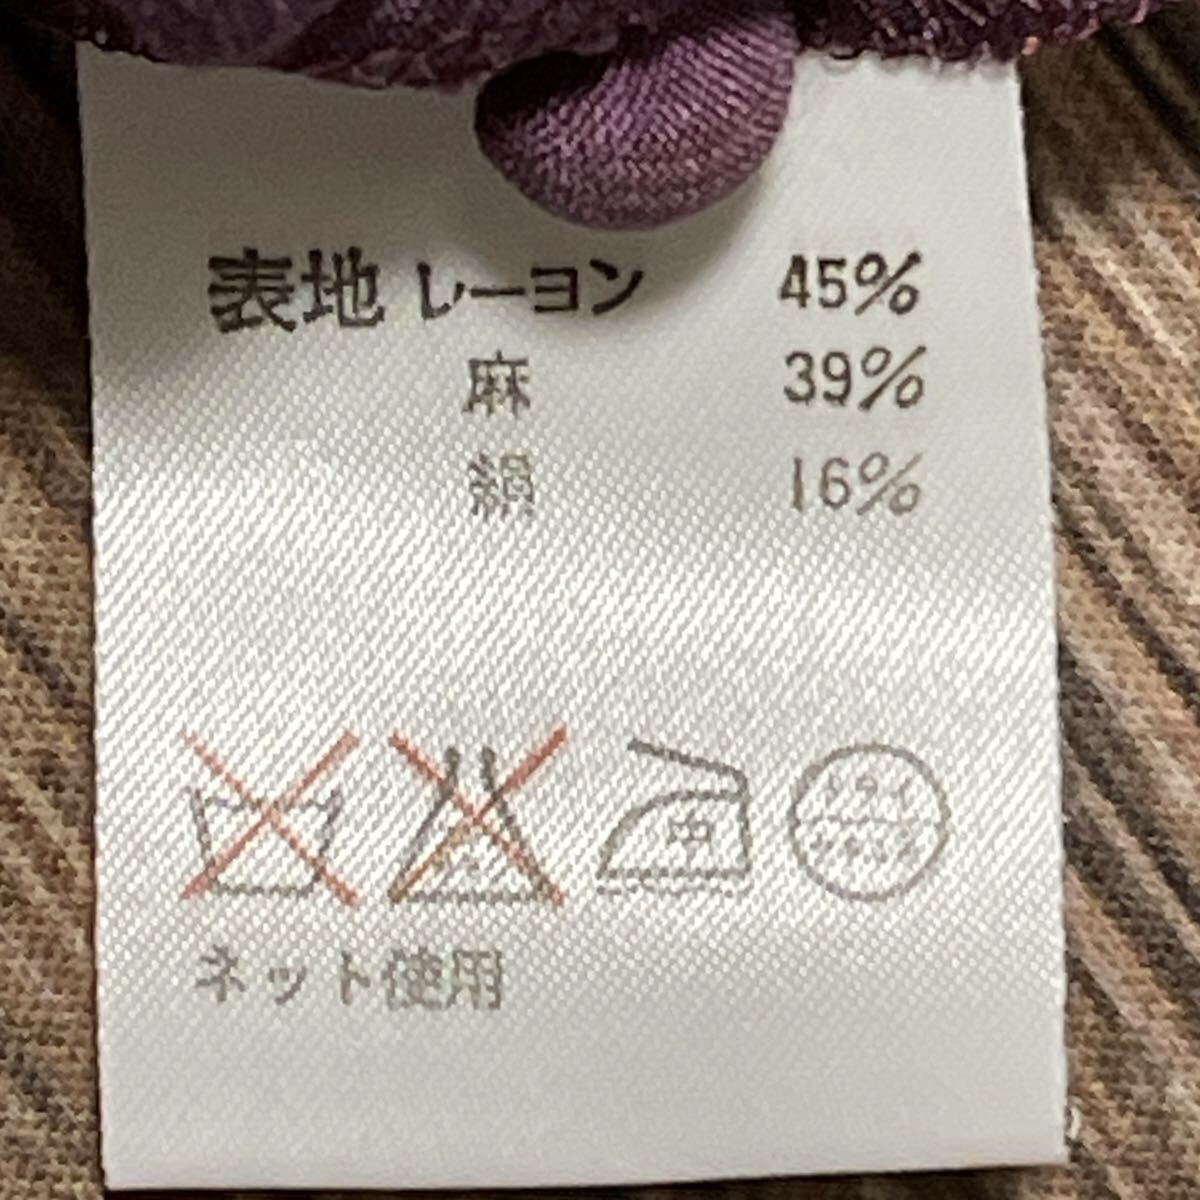 表地 レーヨン 45%
麻 39%
絹 16%
中
ドライ
ネット使用